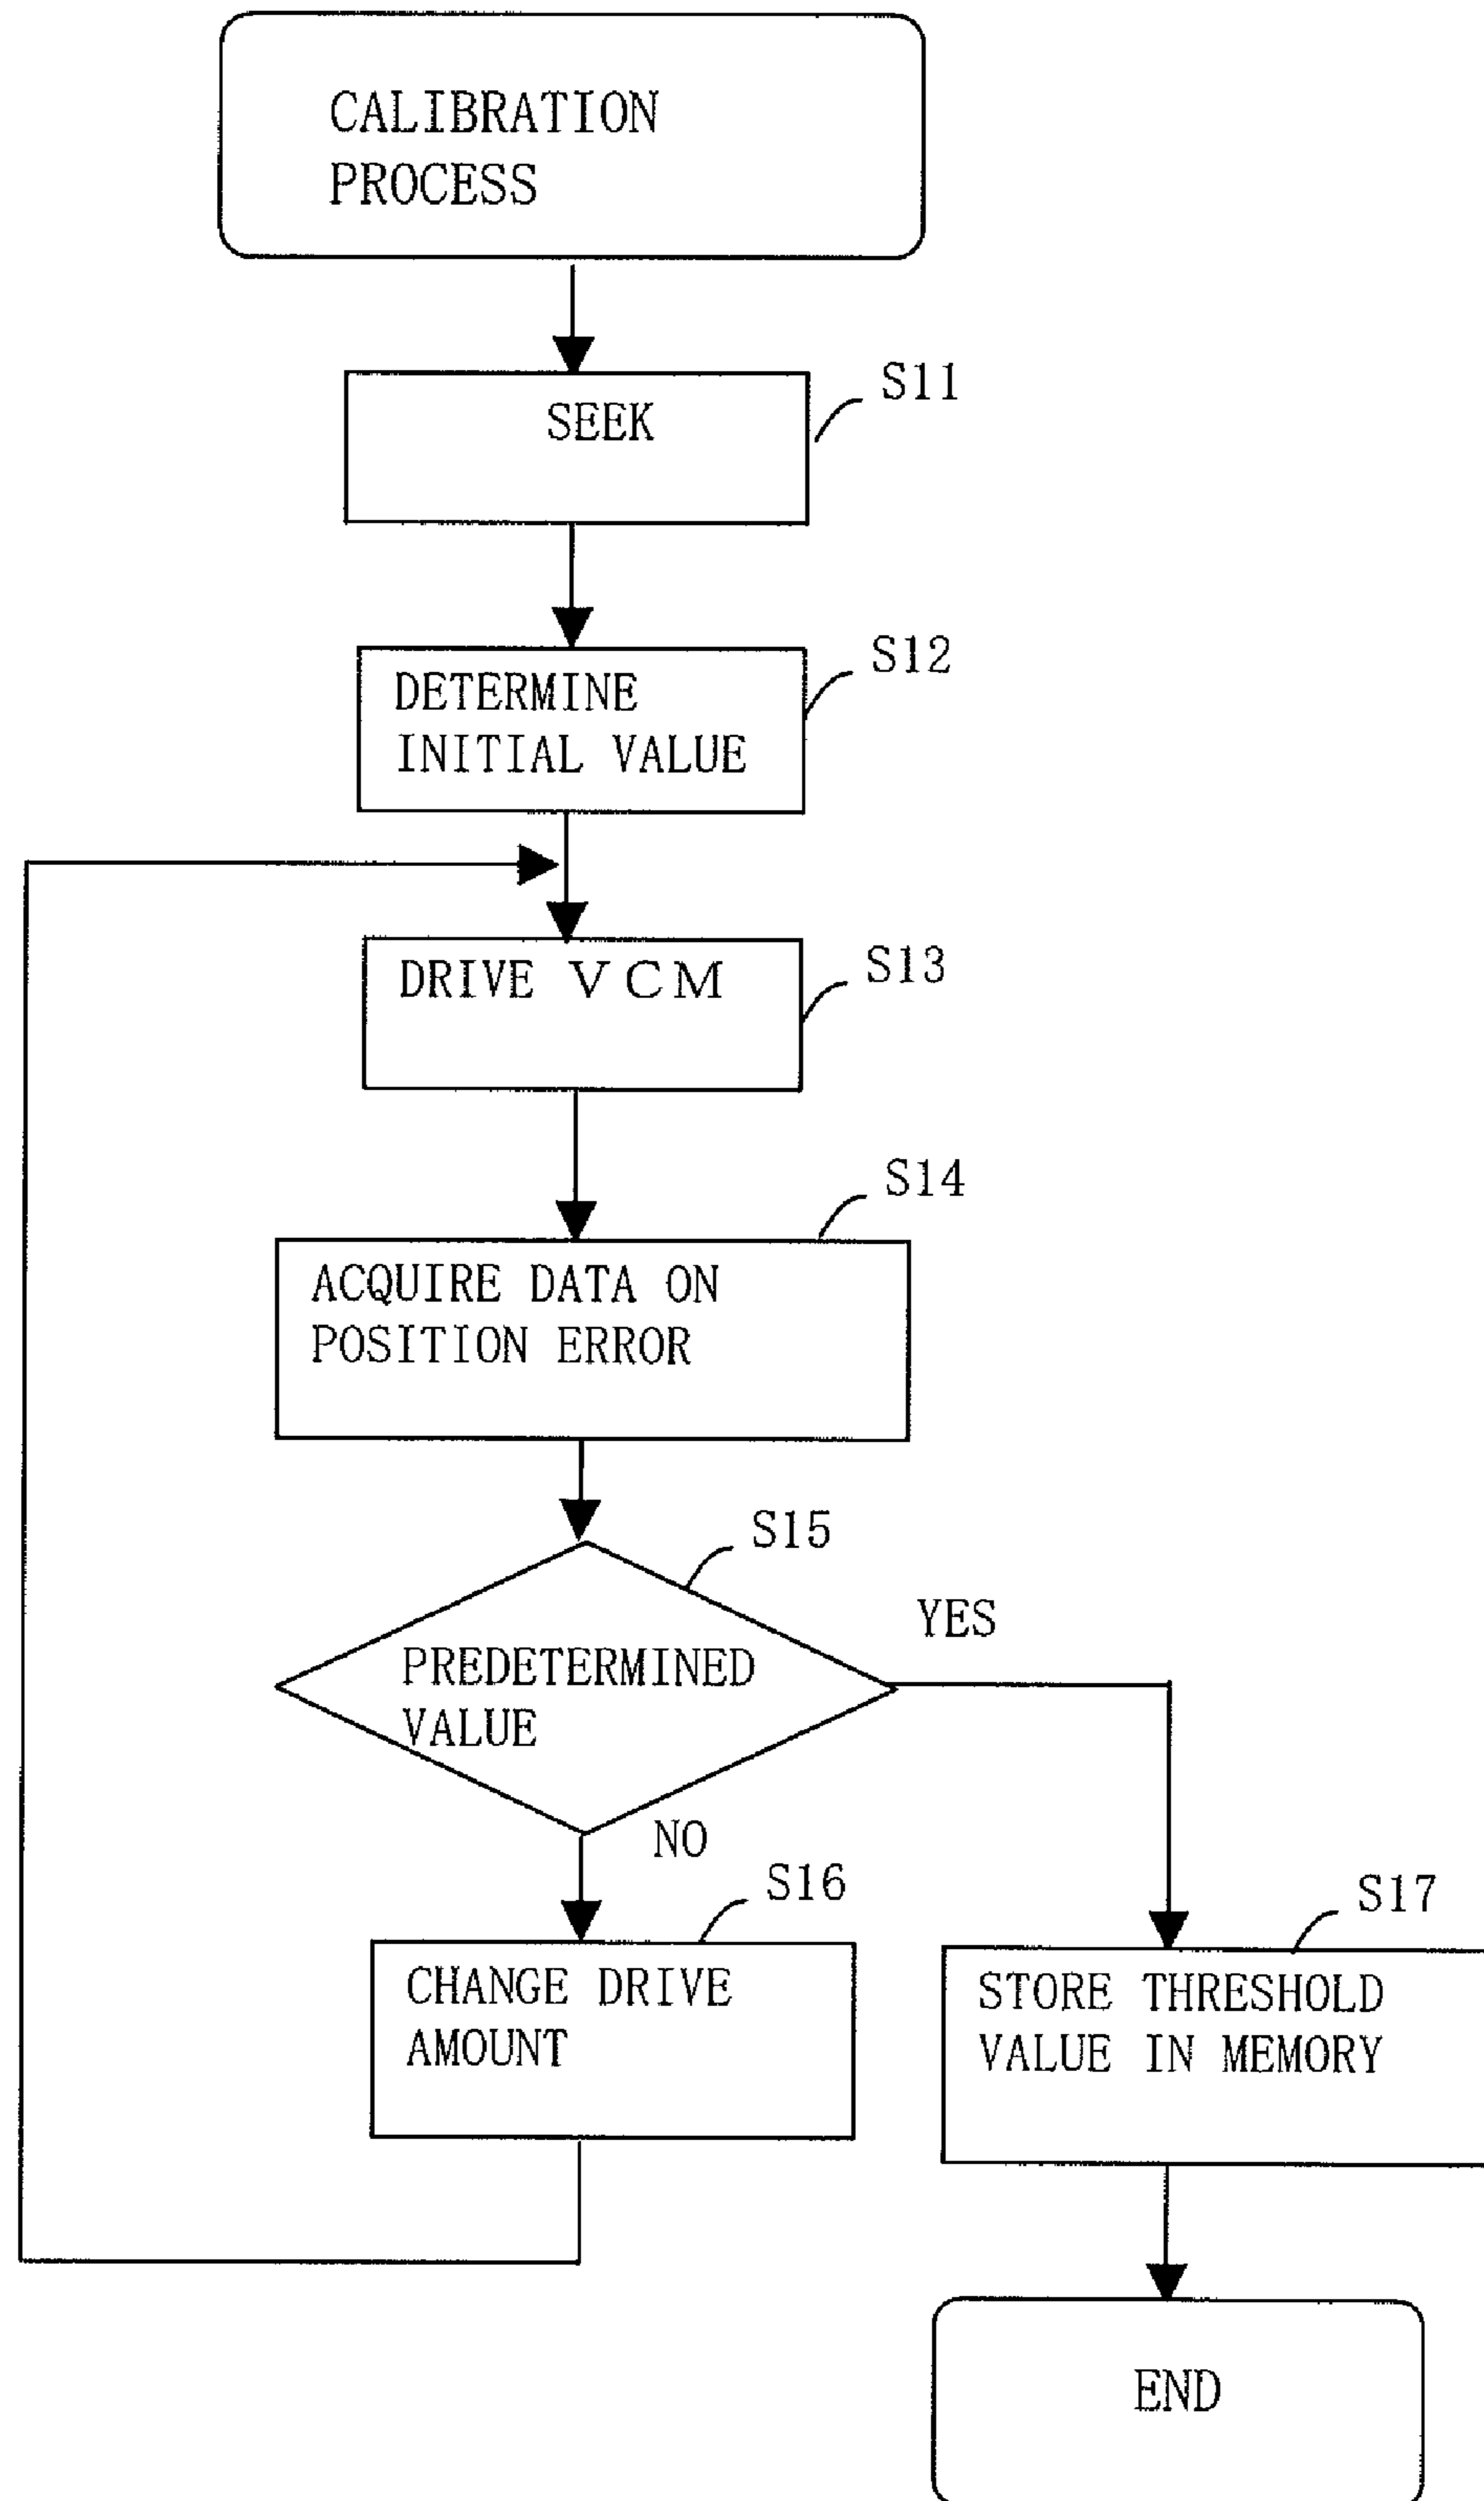 CALIBRATION
PROCESS
S11
SEEK
S12
DETERMINE
INITIAL VALUE
S13
DRIVE VCM
S14
ACQUIRE DATA ON
POSITION ERROR
S15
YES
PREDETERMINED
VALUE
NO
S16
S17
CHANGE DRIVE
AMOUNT
STORE THRESHOLD
VALUE IN MEMORY
END